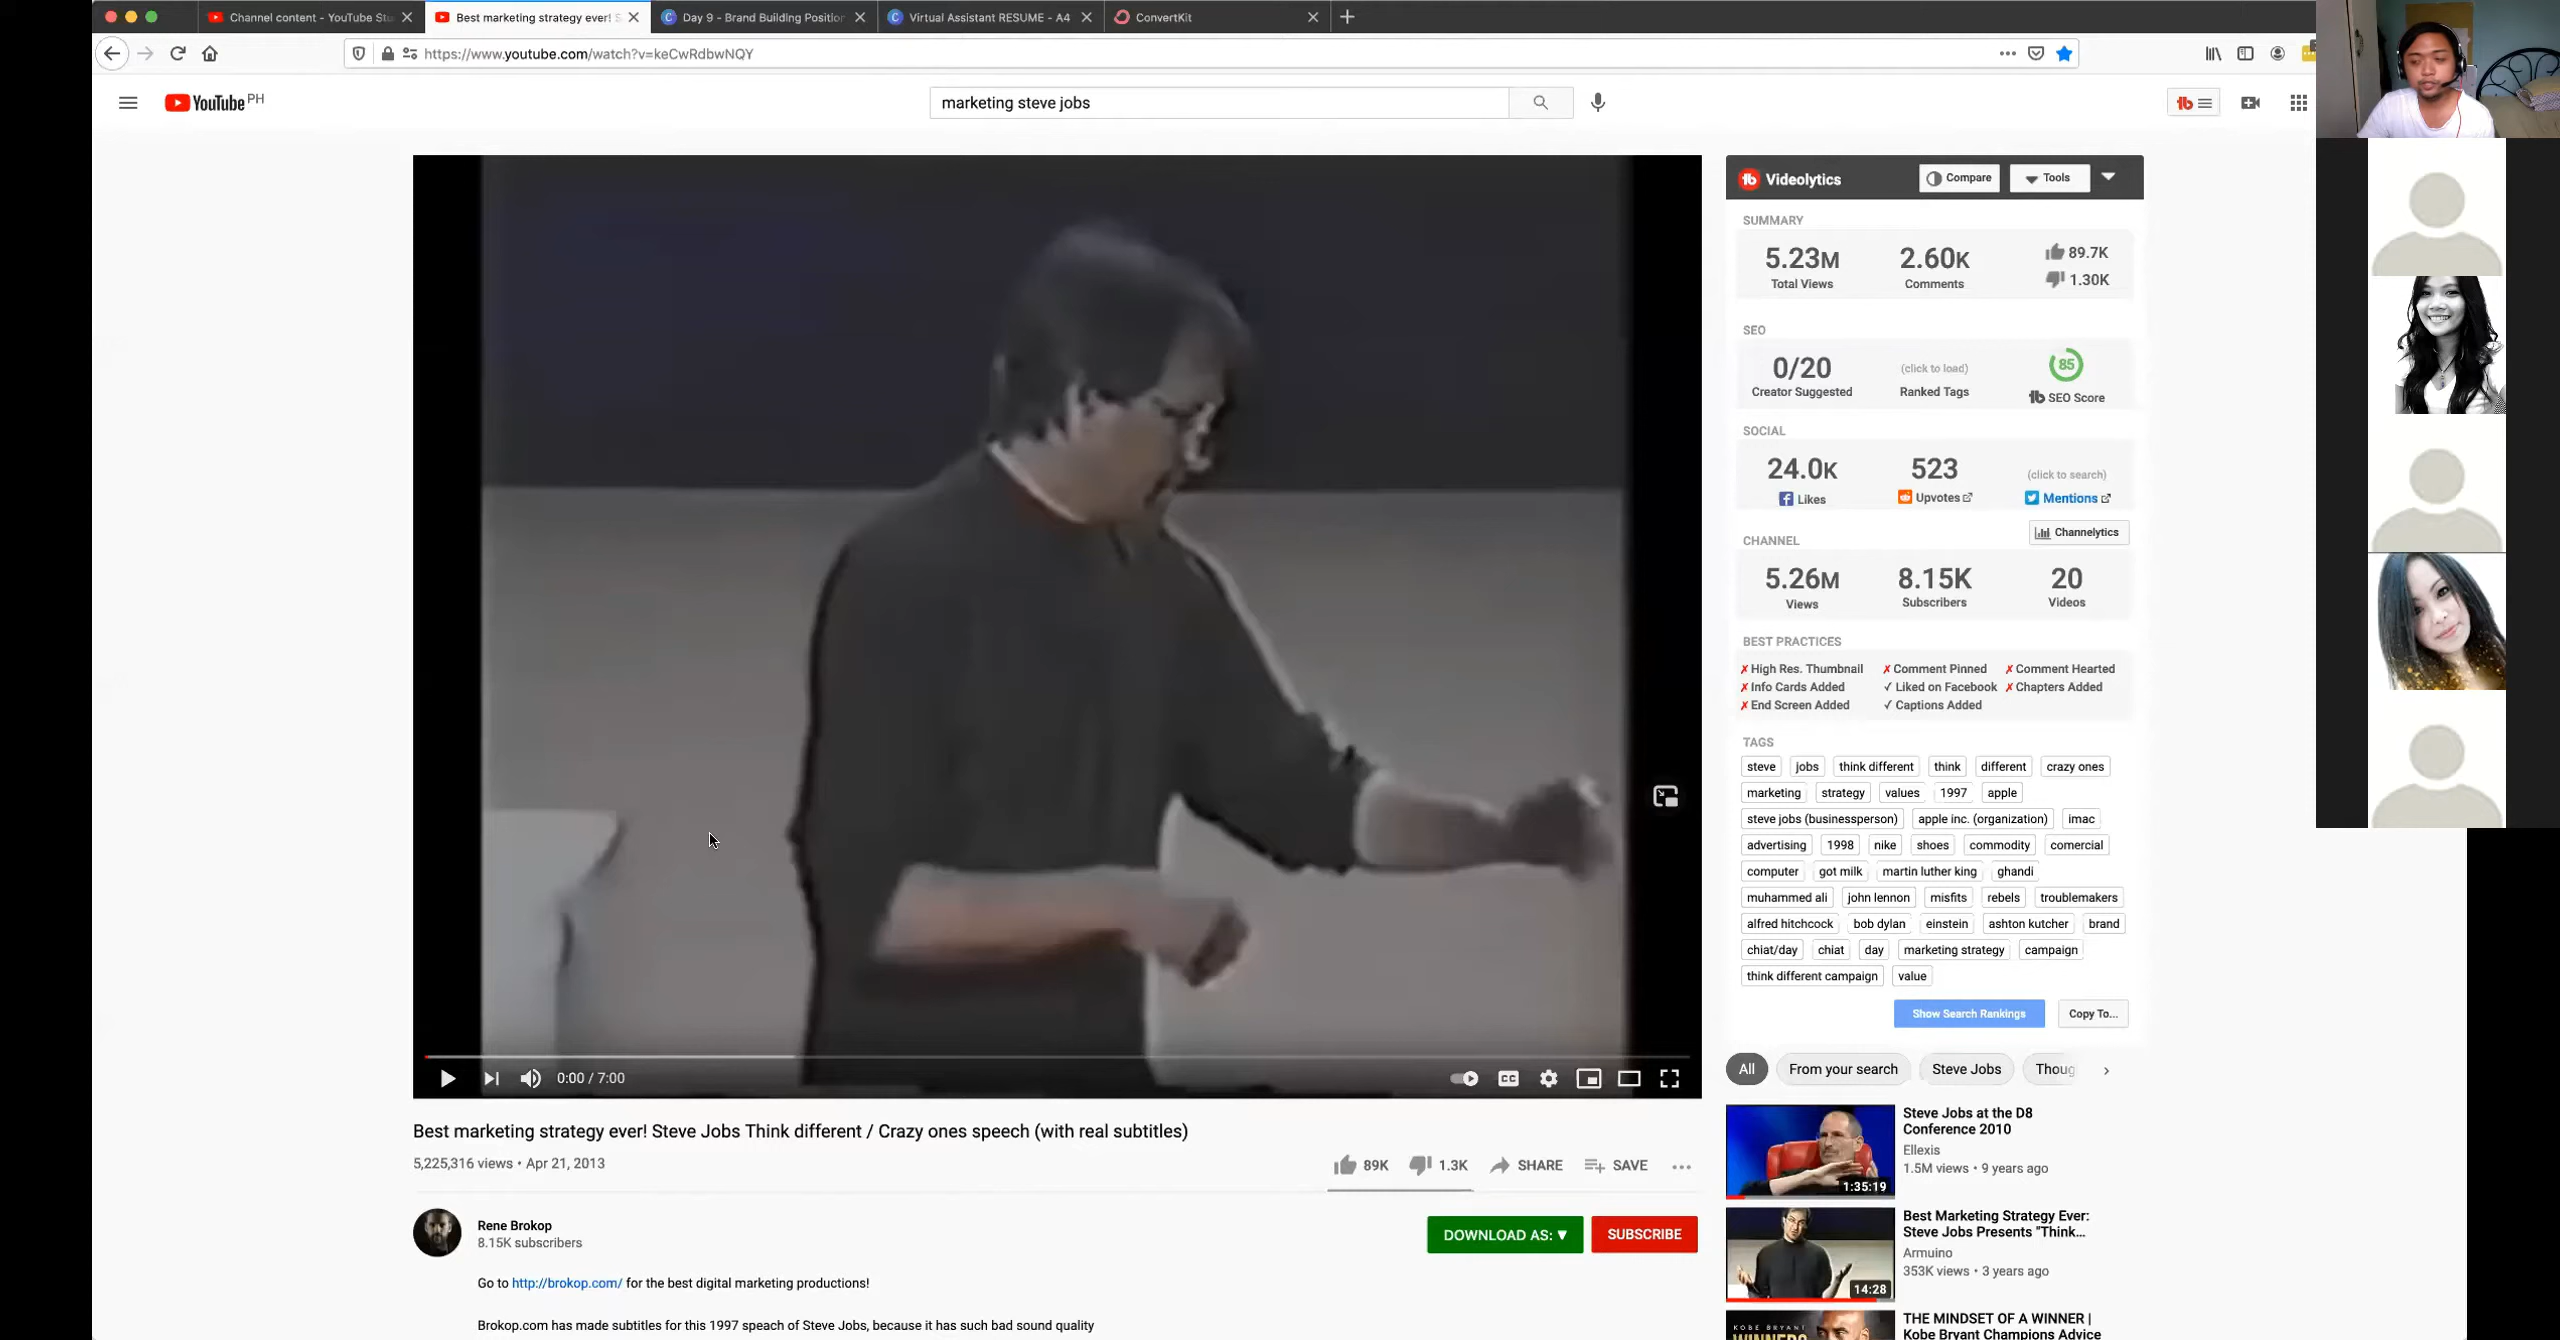 Channel content - YouTube Stu
Best marketing strategy ever! S
Day 9 - Brand Building Position
Virtual Assistant RESUME - A4
ConvertKit
https://www.youtube.com/watch?v=keCwRdbwNQY
YouTube PH
marketing steve jobs
Videolytics
Compare
Tools
SUMMARY
5.23M 2.60K 89.7K
Total Views Comments 1.30K
SEO
0/20 (click to load) 85
Creator Suggested Ranked Tags SEO Score
SOCIAL
24.0K 523 (click to search)
Likes Upvotes Mentions
CHANNEL Channelytics
5.26M 8.15K 20
Views Subscribers Videos
BEST PRACTICES
✗ High Res. Thumbnail ✗ Comment Pinned ✗ Comment Hearted
✗ Info Cards Added ✓ Liked on Facebook ✗ Chapters Added
✗ End Screen Added ✓ Captions Added
TAGS
steve jobs think different think different crazy ones
marketing strategy values 1997 apple
steve jobs (businessperson) apple inc. (organization) imac
advertising 1998 nike shoes commodity comercial
computer got milk martin luther king ghandi
muhammed ali john lennon misfits rebels troublemakers
alfred hitchcock bob dylan einstein ashton kutcher brand
chiat/day chiat day marketing strategy campaign
think different campaign value
Show Search Rankings Copy To...
0:00 / 7:00
CC
Best marketing strategy ever! Steve Jobs Think different / Crazy ones speech (with real subtitles)
5,225,316 views • Apr 21, 2013
89K 1.3K SHARE SAVE
Rene Brokop
8.15K subscribers
DOWNLOAD AS: ▼ SUBSCRIBE
Go to http://brokop.com/ for the best digital marketing productions!
Brokop.com has made subtitles for this 1997 speach of Steve Jobs, because it has such bad sound quality
All From your search Steve Jobs Thoug
Steve Jobs at the D8
Conference 2010
Ellexis
1.5M views • 9 years ago
1:35:19
Best Marketing Strategy Ever:
Steve Jobs Presents "Think...
Armuino
353K views • 3 years ago
14:28
THE MINDSET OF A WINNER |
Kobe Bryant Champions Advice
KOBE BRYANT
WINNERS